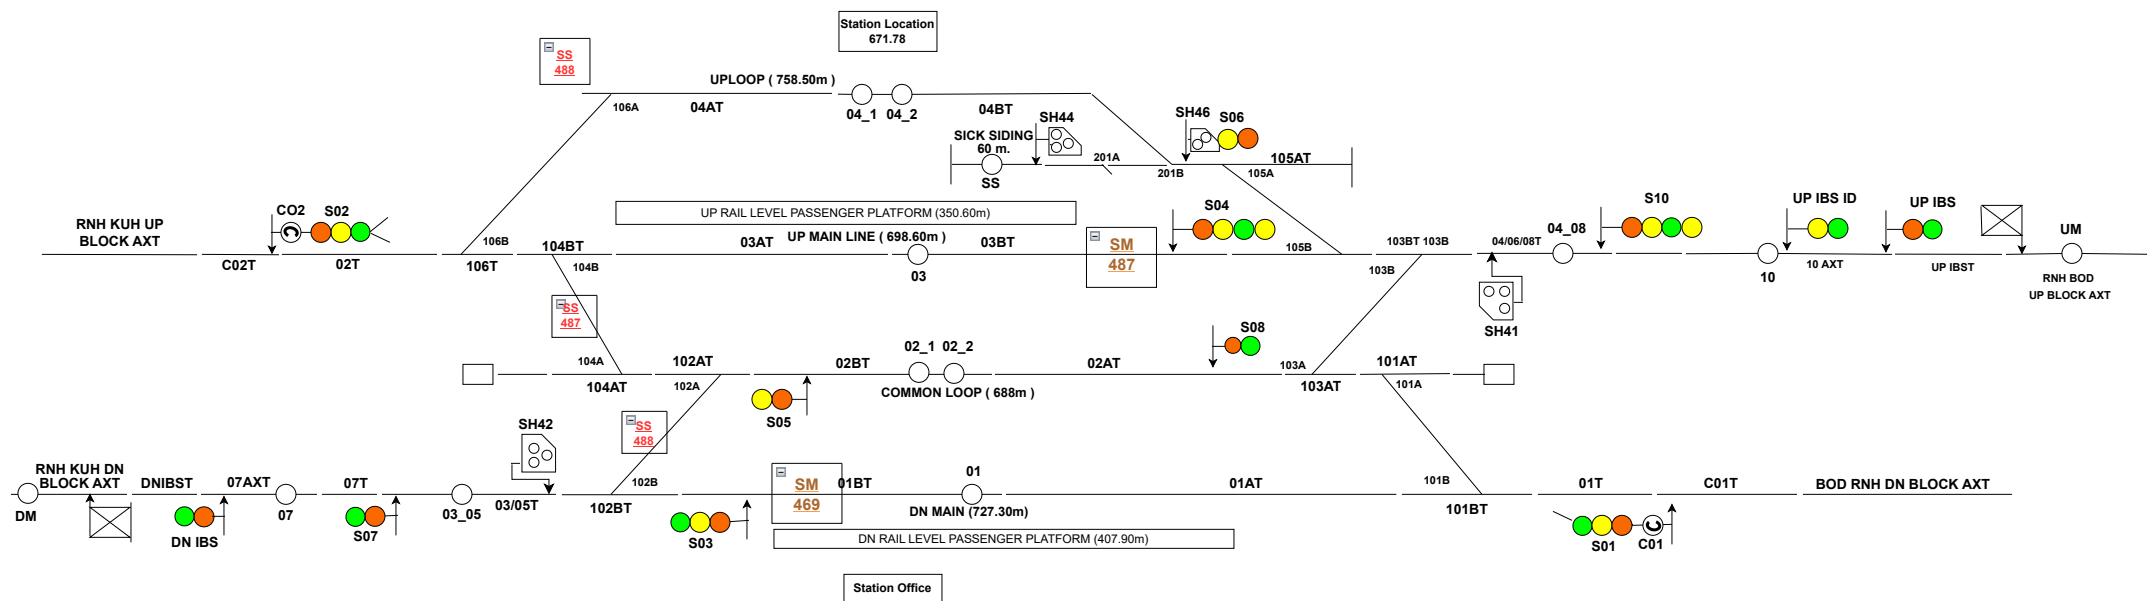 Station Location
671.78
SS
488
UPLOOP ( 758.50m )
106A
04AT
04_1
04_2
04BT
SH44
SH46
S06
SICK SIDING
60 m.
SS
201A
201B
105A
105AT
RNH KUH UP
BLOCK AXT
CO2
C
S02
UP RAIL LEVEL PASSENGER PLATFORM (350.60m)
S04
S10
UP IBS ID
UP IBS
UM
106B
104BT
03AT
UP MAIN LINE ( 698.60m )
03BT
SM
487
105B
103BT 103B
04/06/08T
04_08
C02T
02T
106T
104B
03
103B
10
10 AXT
UP IBST
RNH BOD
UP BLOCK AXT
SH41
SS
487
S08
104A
104AT
102AT
102A
02BT
02_1
02_2
COMMON LOOP ( 688m )
02AT
103A
103AT
101AT
101A
S05
SS
488
SH42
RNH KUH DN
BLOCK AXT
DM
DNIBST
DN IBS
07AXT
07
07T
S07
03_05
03/05T
102B
102BT
S03
SM
469
01BT
01
DN MAIN (727.30m)
01AT
101B
101BT
01T
C01T
BOD RNH DN BLOCK AXT
S01
C
C01
DN RAIL LEVEL PASSENGER PLATFORM (407.90m)
Station Office